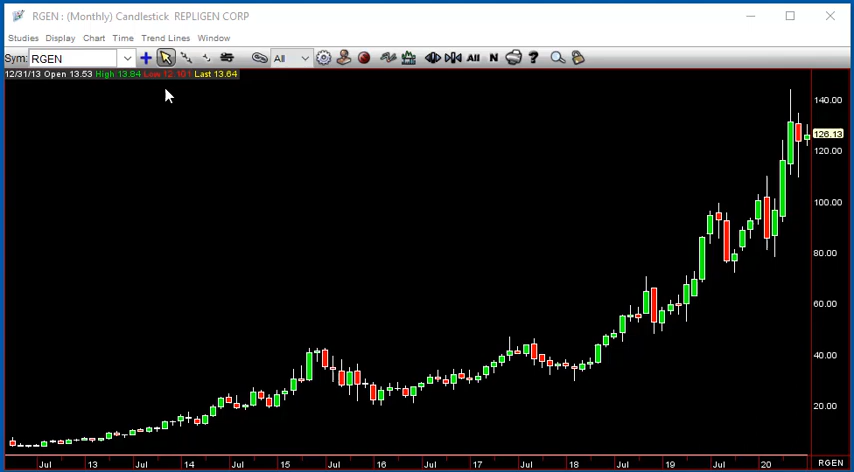 RGEN : (Monthly) Candlestick REPLIGEN CORP
Studies Display Chart Time Trend Lines Window
Sym: RGEN All All N ?
12/31/13 Open 13.53 High 13.84 Low 12.101 Last 13.64
140.00
126.13
120.00
100.00
80.00
60.00
40.00
20.00
Jul 13 Jul 14 Jul 15 Jul 16 Jul 17 Jul 18 Jul 19 Jul 20 RGEN